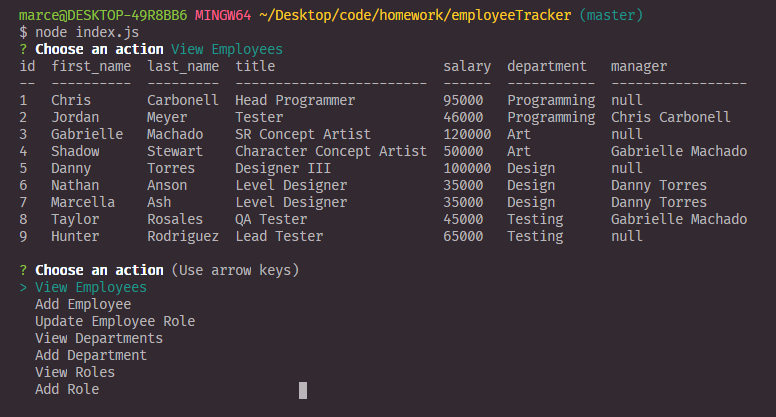 marce@DESKTOP-49R8BB6 MINGW64 ~/Desktop/code/homework/employeeTracker (master)
$ node index.js
? Choose an action View Employees
id  first_name  last_name  title                     salary  department   manager
--  ----------  ---------  ------------------------  ------  -----------  -----------------
1   Chris       Carbonell  Head Programmer           95000   Programming  null
2   Jordan      Meyer      Tester                    46000   Programming  Chris Carbonell
3   Gabrielle   Machado    SR Concept Artist         120000  Art          null
4   Shadow      Stewart    Character Concept Artist  50000   Art          Gabrielle Machado
5   Danny       Torres     Designer III              100000  Design       null
6   Nathan      Anson      Level Designer            35000   Design       Danny Torres
7   Marcella    Ash        Level Designer            35000   Design       Danny Torres
8   Taylor      Rosales    QA Tester                 45000   Testing      Gabrielle Machado
9   Hunter      Rodriguez  Lead Tester               65000   Testing      null
? Choose an action (Use arrow keys)
> View Employees
  Add Employee
  Update Employee Role
  View Departments
  Add Department
  View Roles
  Add Role